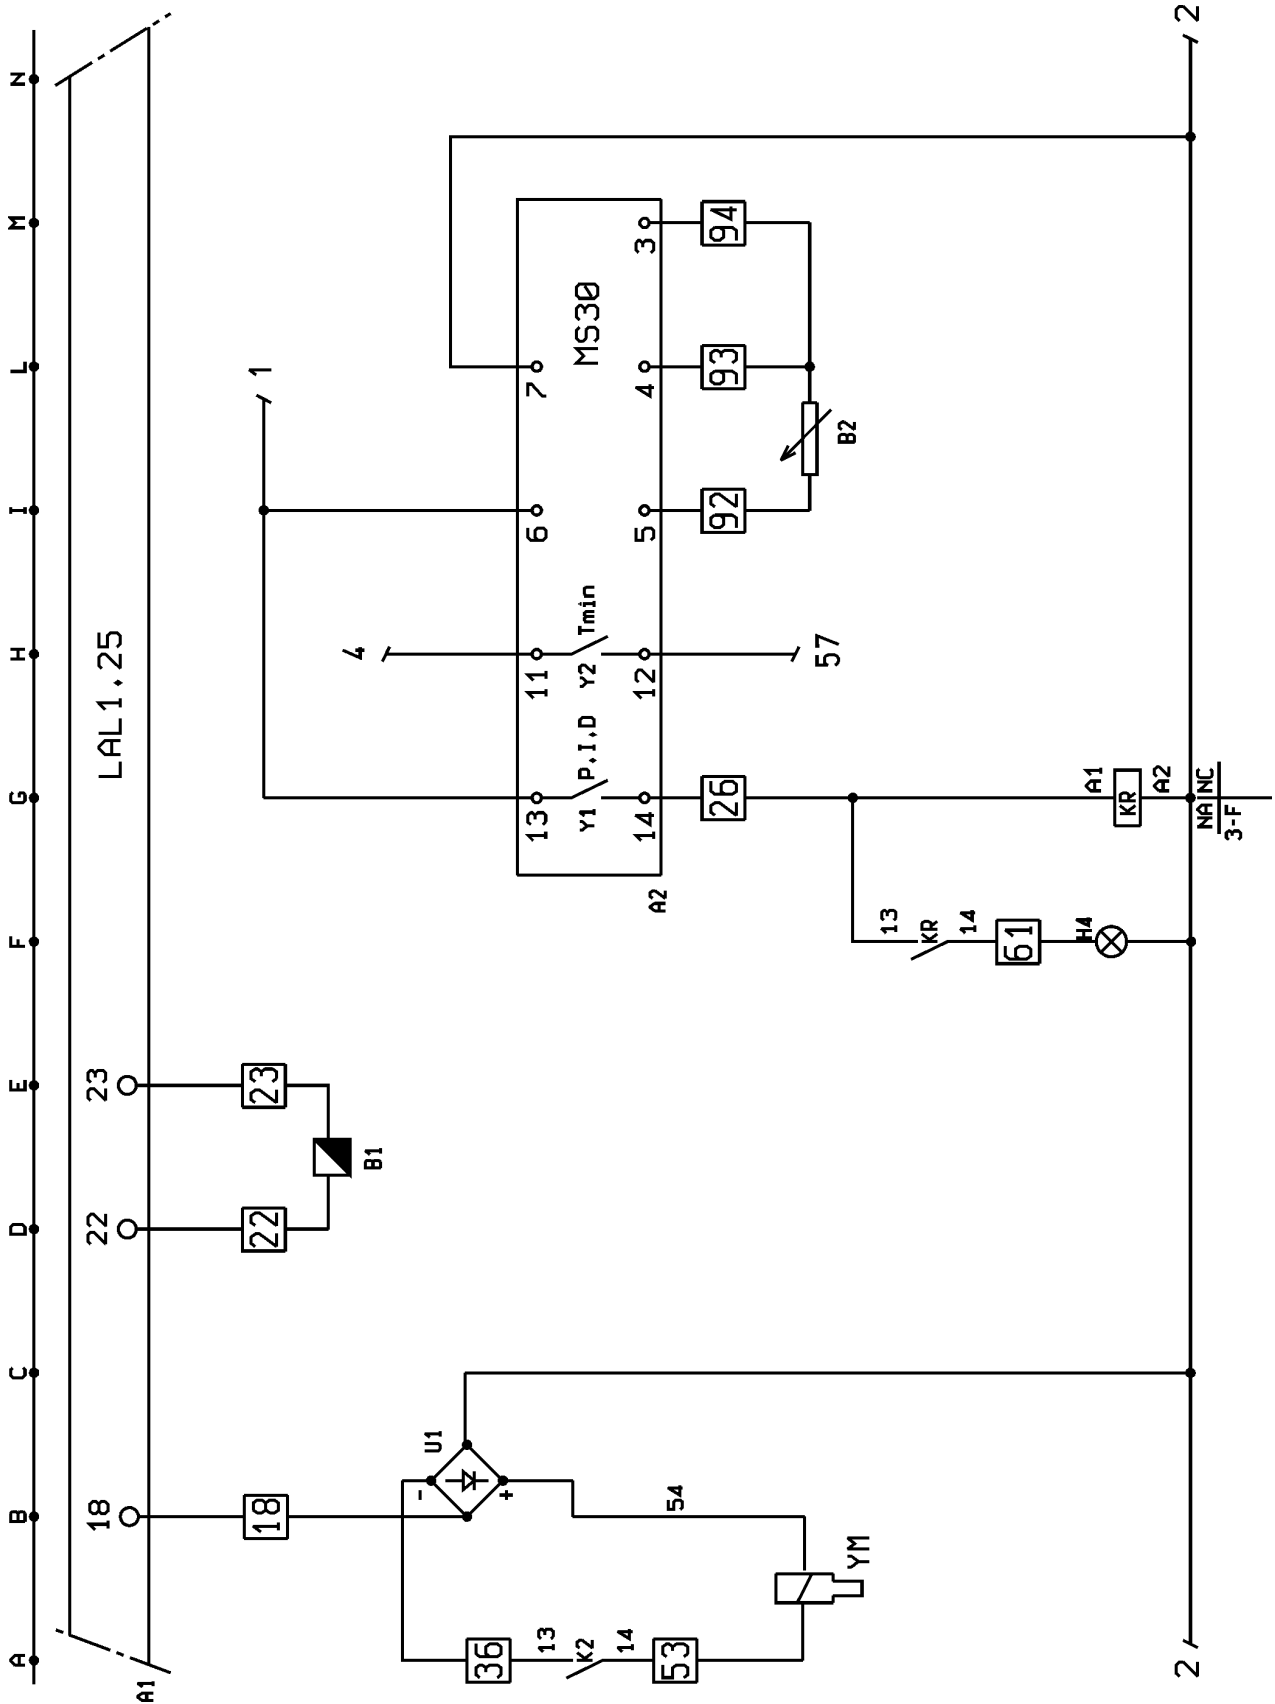 A B C D E F G H I L M N
A1
LAL1.25
18 22 23
18 22 23
B1
U1
-
+
54
36
13
K2
14
53
YM
1
4
13 11 6 7
Y1 P.I.D
Y2 Tmin
MS30
14 12 5 4 3
A2
26 57 92 93 94
B2
13
KR
14
61
H4
A1
KR
A2
2 2
NA NC
3-F